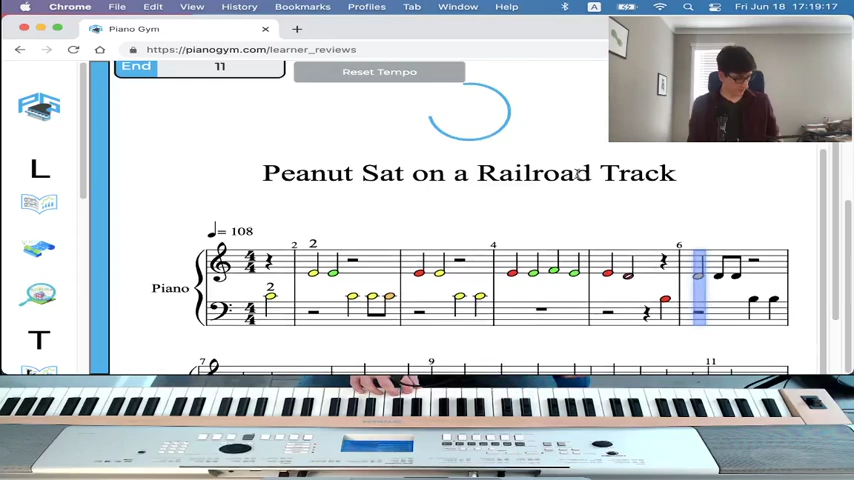 Chrome File Edit View History Bookmarks Profiles Tab Window Help A Fri Jun 18 17:19:17
Piano Gym
https://pianogym.com/learner_reviews
End 11
Reset Tempo
PG
L
T
Peanut Sat on a Railroad Track
= 108
2 2 4 6
Piano
2
7 9 11